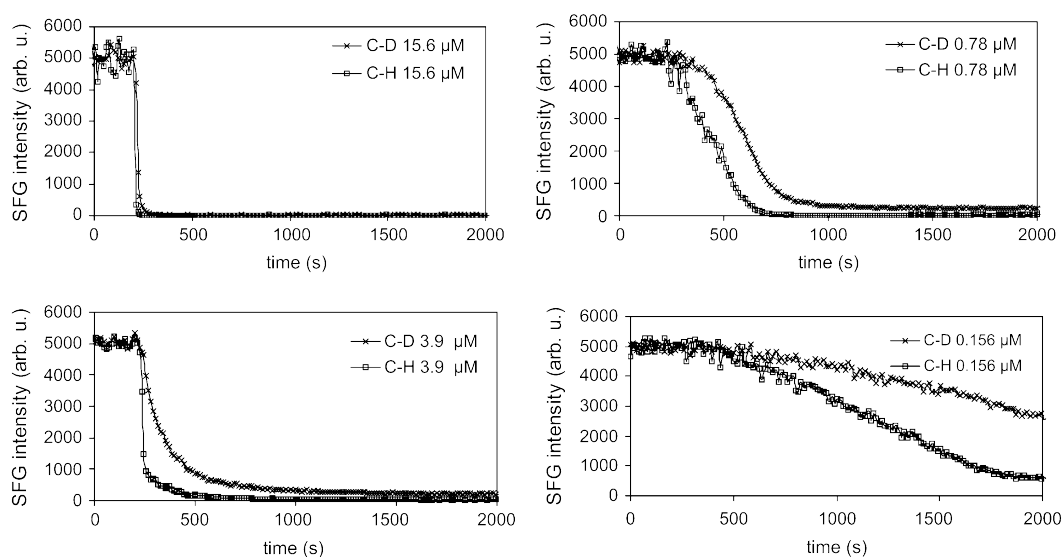 6000
5000
4000
3000
2000
1000
0
SFG intensity (arb. u.)
C-D 15.6 μM
C-H 15.6 μM
0 500 1000 1500 2000
time (s)
6000
5000
4000
3000
2000
1000
0
SFG intensity (arb. u.)
C-D 0.78 μM
C-H 0.78 μM
0 500 1000 1500 2000
time (s)
6000
5000
4000
3000
2000
1000
0
SFG intensity (arb. u.)
C-D 3.9 μM
C-H 3.9 μM
0 500 1000 1500 2000
time (s)
6000
5000
4000
3000
2000
1000
0
SFG intensity (arb. u.)
C-D 0.156 μM
C-H 0.156 μM
0 500 1000 1500 2000
time (s)